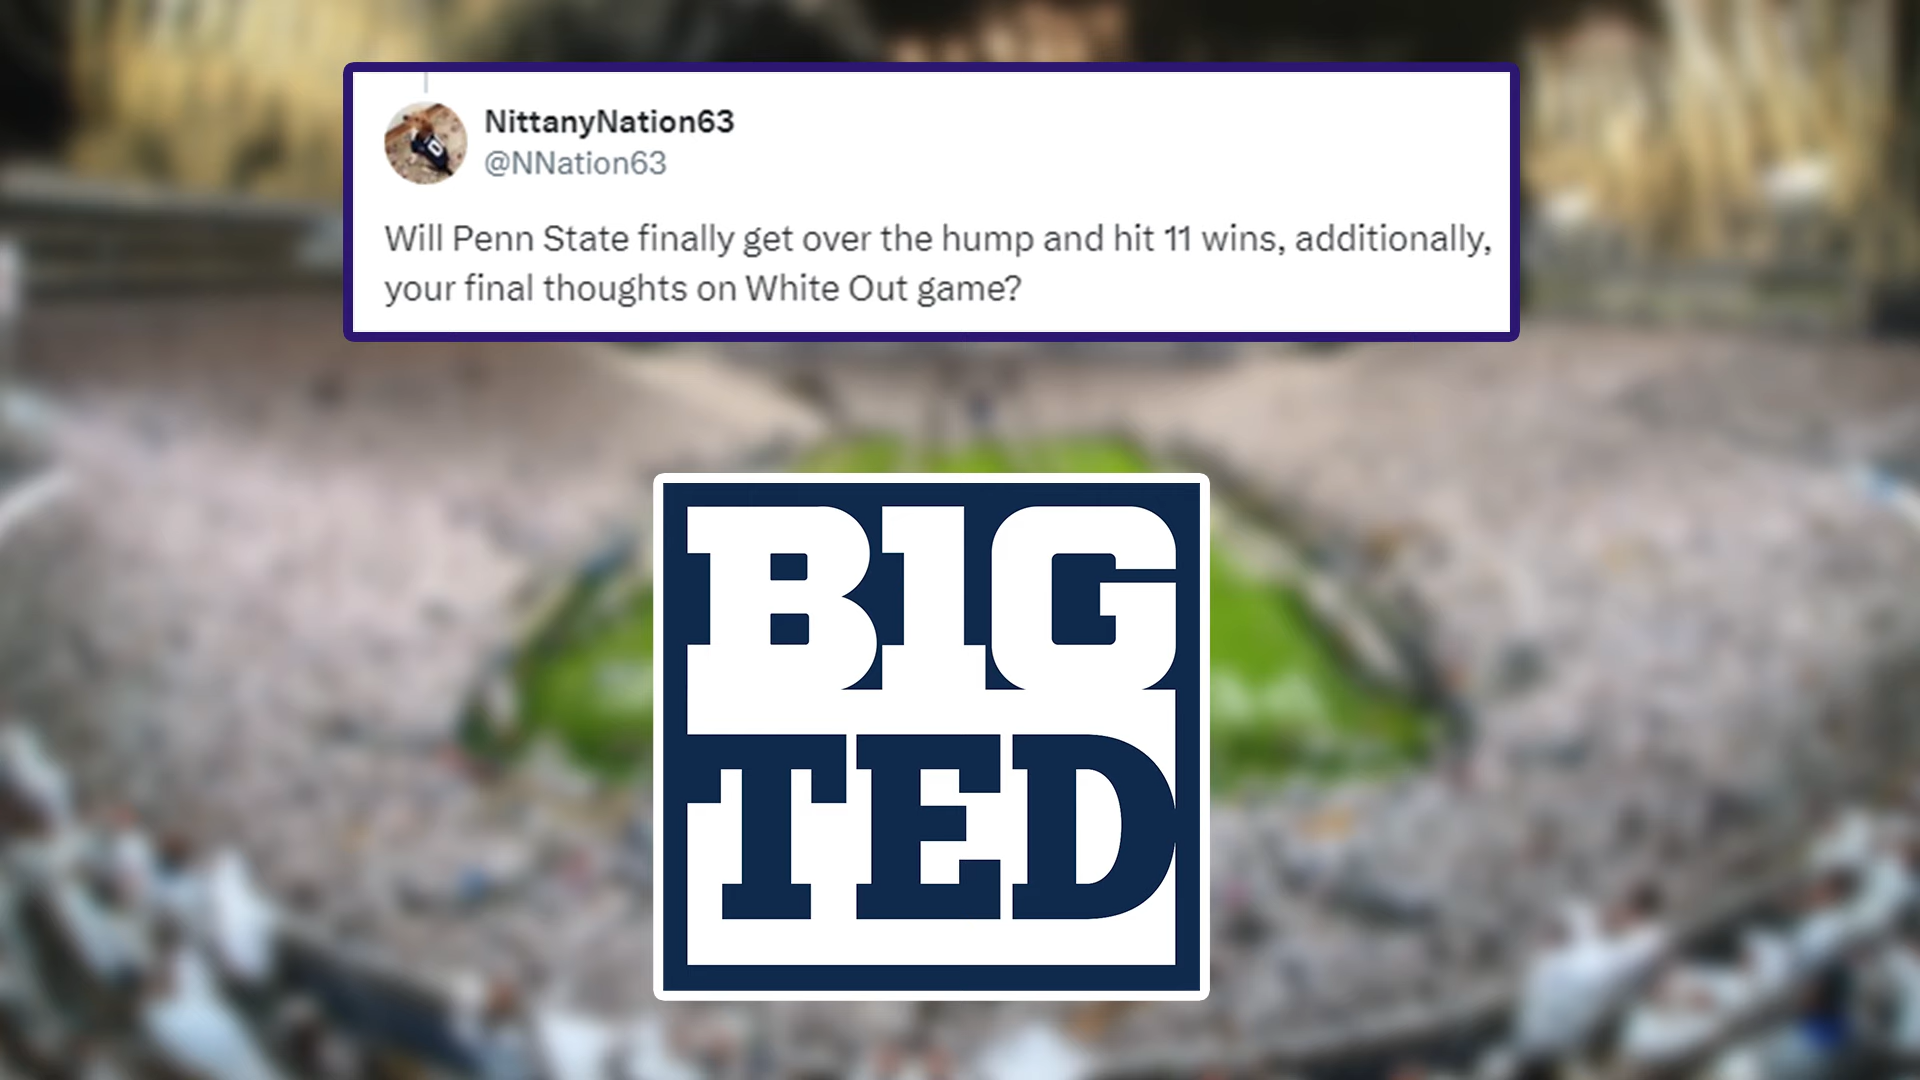 NittanyNation63
@NNation63
Will Penn State finally get over the hump and hit 11 wins, additionally,
your final thoughts on White Out game?
B1G
TED